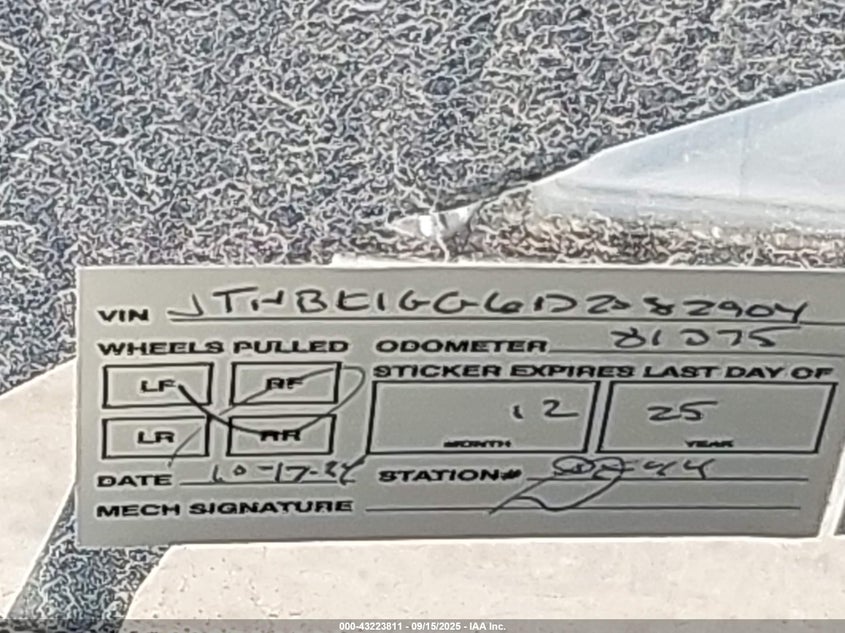 VIN JTHBE1GG6D2082904
WHEELS PULLED ODOMETER 81075
LF RF STICKER EXPIRES LAST DAY OF
12 25
LR RR MONTH YEAR
DATE 10-17-24 STATION#
MECH SIGNATURE
000-43223811 - 09/15/2025 - IAA Inc.